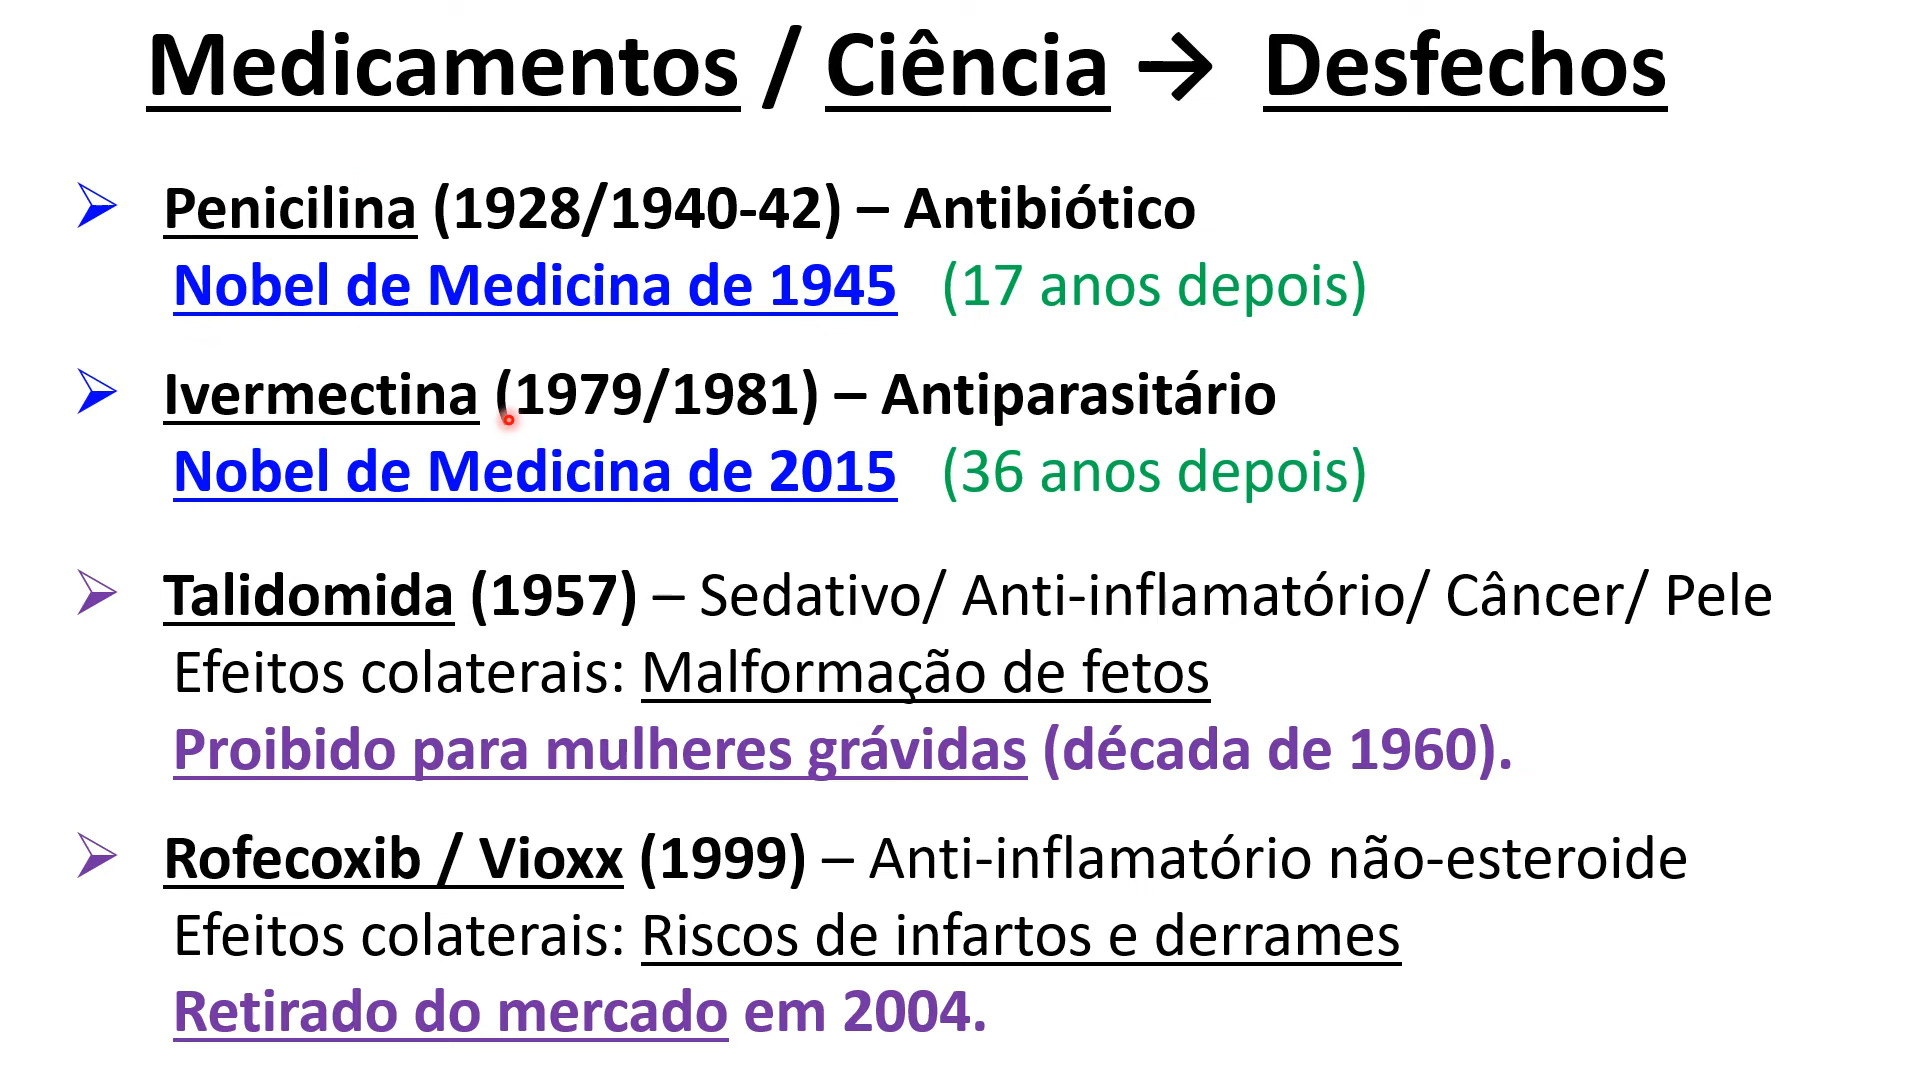 Medicamentos / Ciência → Desfechos
➢ Penicilina (1928/1940-42) – Antibiótico
Nobel de Medicina de 1945 (17 anos depois)
➢ Ivermectina (1979/1981) – Antiparasitário
Nobel de Medicina de 2015 (36 anos depois)
➢ Talidomida (1957) – Sedativo/ Anti-inflamatório/ Câncer/ Pele
Efeitos colaterais: Malformação de fetos
Proibido para mulheres grávidas (década de 1960).
➢ Rofecoxib / Vioxx (1999) – Anti-inflamatório não-esteroide
Efeitos colaterais: Riscos de infartos e derrames
Retirado do mercado em 2004.